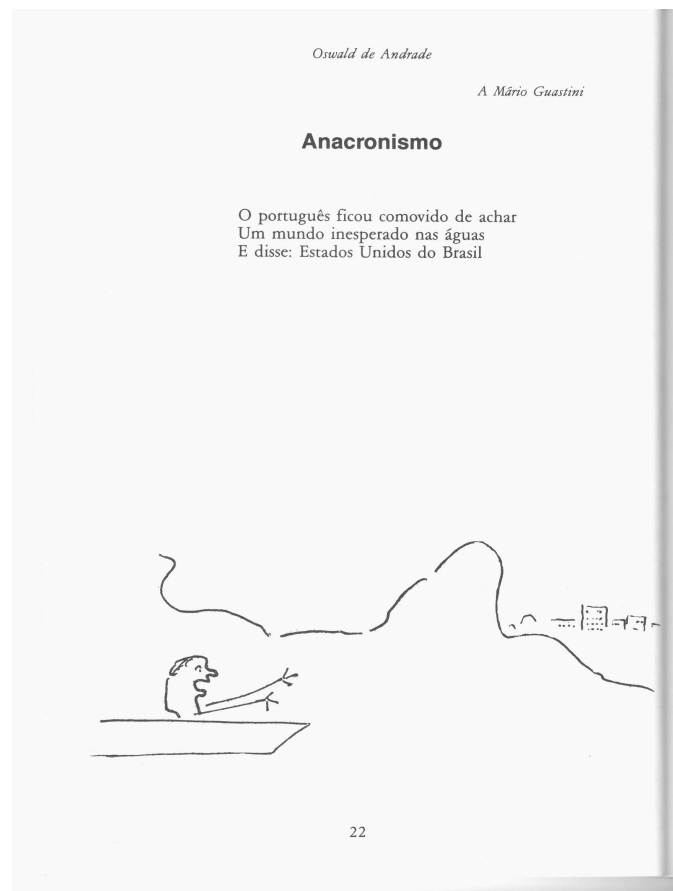 Oswald de Andrade
A Mário Guastini
Anacronismo
O português ficou comovido de achar
Um mundo inesperado nas águas
E disse: Estados Unidos do Brasil
22